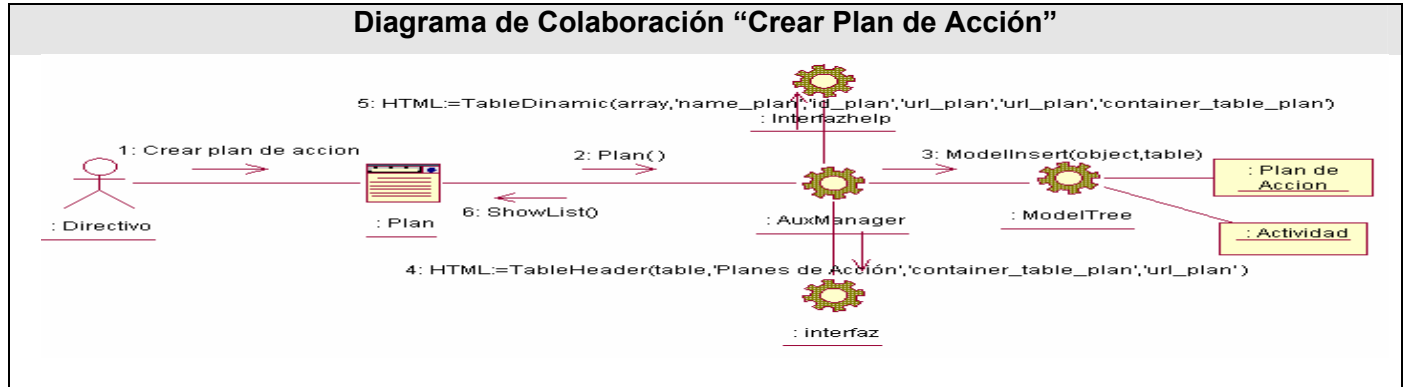 Diagrama de Colaboración “Crear Plan de Acción”
5: HTML:=TableDinamic(array,'name_plan','id_plan','url_plan','url_plan','container_table_plan')
: Interfazhelp
1: Crear plan de accion
2: Plan()
3: ModelInsert(object,table)
: Plan de
Accion
6: ShowList()
: Directivo
: Plan
: AuxManager
: ModelTree
: Actividad
4: HTML:=TableHeader(table,'Planes de Acción','container_table_plan','url_plan')
: interfaz